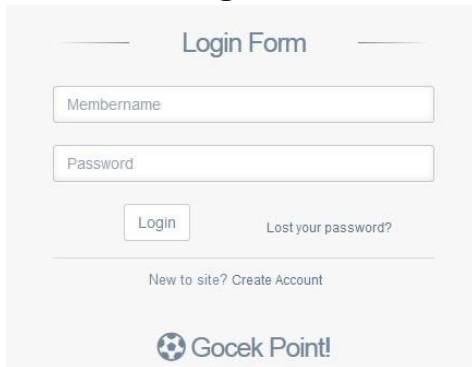 Login Form
Membername
Password
Login Lost your password?
New to site? Create Account
Gocek Point!